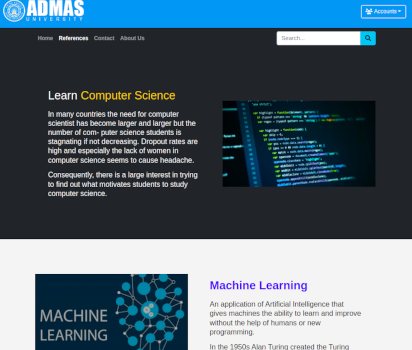 ADMAS
UNIVERSITY
Accounts
Home References Contact About Us
Search...
Learn Computer Science
In many countries the need for computer
scientist has become larger and larger but the
number of com- puter science students is
stagnating if not decreasing. Dropout rates are
high and especially the lack of women in
computer science seems to cause headache.
Consequently, there is a large interest in trying
to find out what motivates students to study
computer science.
MACHINE
LEARNING
Machine Learning
An application of Artificial Intelligence that
gives machines the ability to learn and improve
without the help of humans or new
programming.
In the 1950s Alan Turing created the Turing